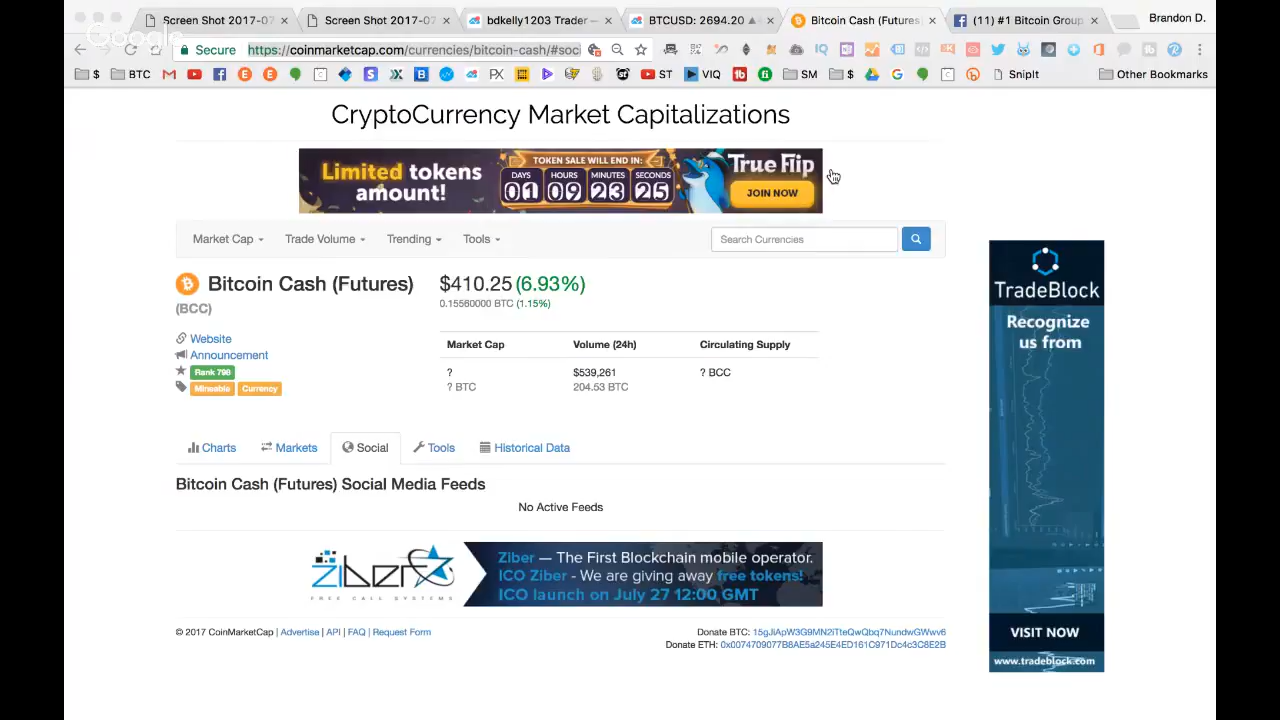 Screen Shot 2017-07
Screen Shot 2017-07
bdkelly1203 Trader —
BTCUSD: 2694.20 ▲
Bitcoin Cash (Futures)
(11) #1 Bitcoin Group
Brandon D.
Google
Secure
https://coinmarketcap.com/currencies/bitcoin-cash/#soc
$
BTC
PX
ST
VIQ
SM
$
SnipIt
Other Bookmarks
CryptoCurrency Market Capitalizations
Limited tokens
amount!
TOKEN SALE WILL END IN:
DAYS HOURS MINUTES SECONDS
01 09 23 25
True Flip
JOIN NOW
Market Cap
Trade Volume
Trending
Tools
Search Currencies
Bitcoin Cash (Futures)
(BCC)
$410.25 (6.93%)
0.15560000 BTC (1.15%)
Website
Announcement
Rank 798
Mineable Currency
Market Cap Volume (24h) Circulating Supply
? $539,261 ? BCC
? BTC 204.53 BTC
Charts
Markets
Social
Tools
Historical Data
Bitcoin Cash (Futures) Social Media Feeds
No Active Feeds
ziber
FREE CALL SYSTEMS
Ziber — The First Blockchain mobile operator.
ICO Ziber - We are giving away free tokens!
ICO launch on July 27 12:00 GMT
© 2017 CoinMarketCap | Advertise | API | FAQ | Request Form
Donate BTC: 15gJiApW3G9MN2iTteQwQbq7NundwGWwv6
Donate ETH: 0x0074709077B8AE5a245E4ED161C971Dc4c3C8E2B
TradeBlock
Recognize
us from
VISIT NOW
www.tradeblock.com